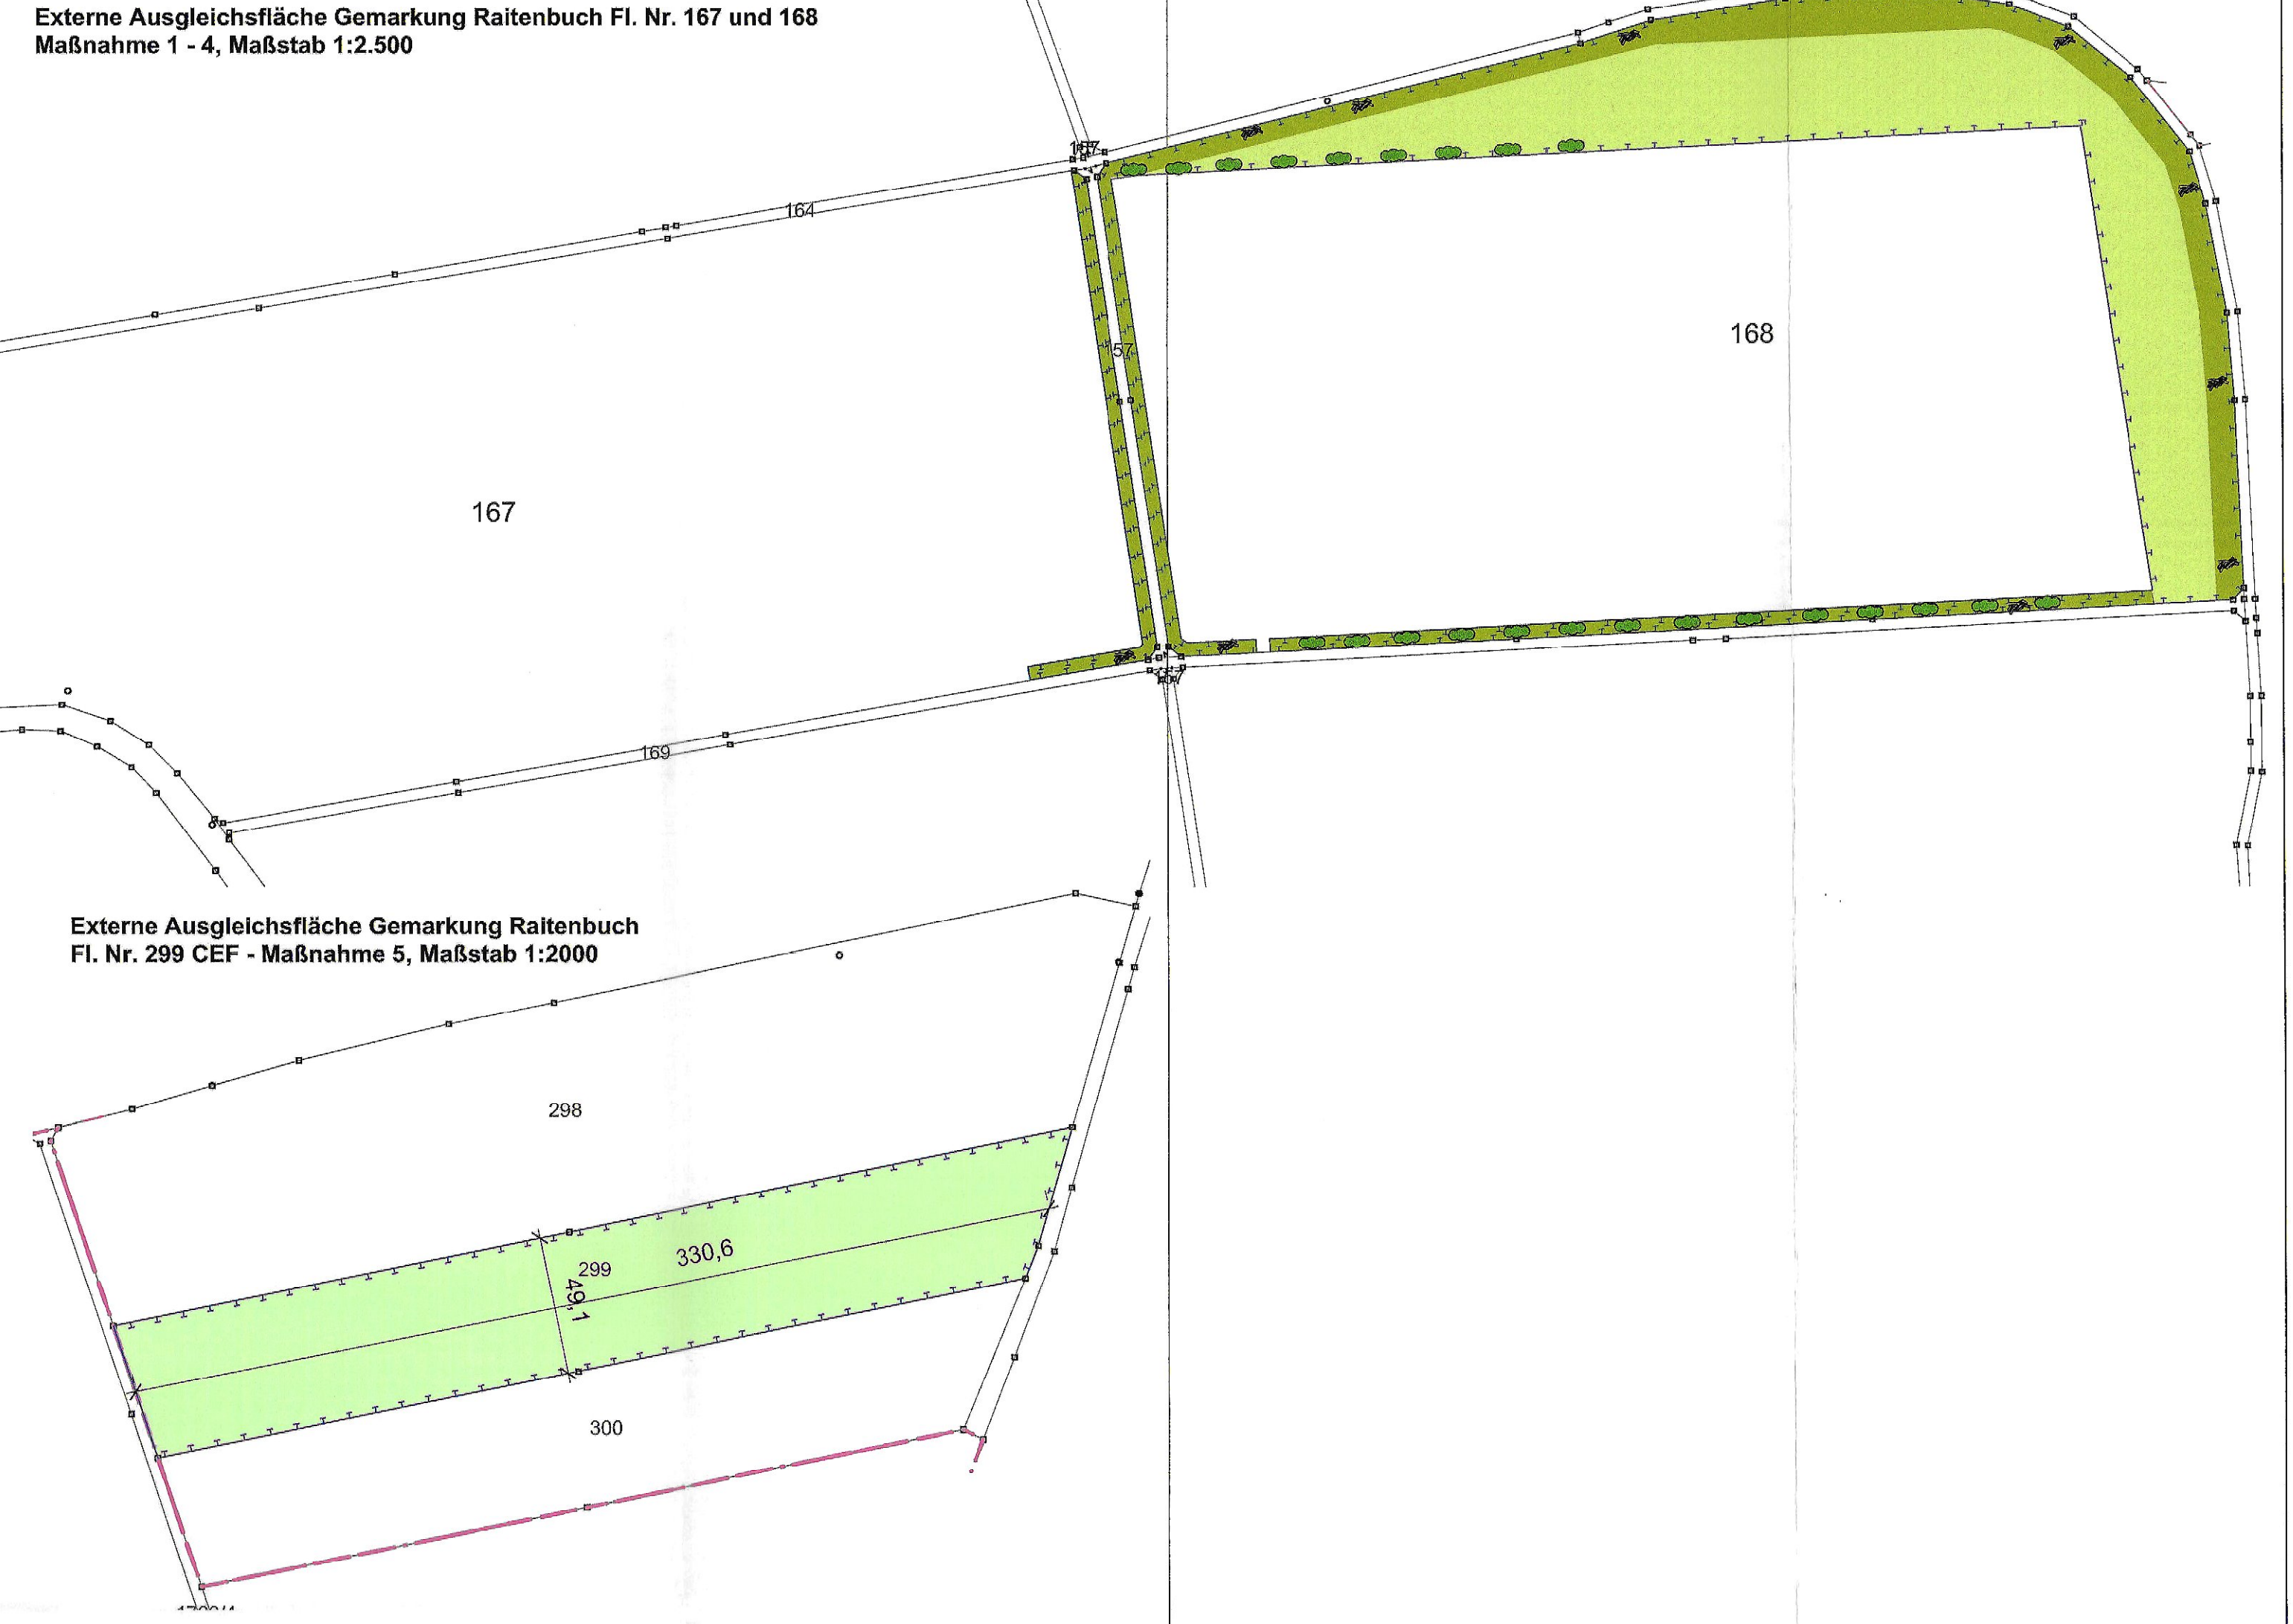 Externe Ausgleichsfläche Gemarkung Raitenbuch Fl. Nr. 167 und 168
Maßnahme 1 - 4, Maßstab 1:2.500
164
157
168
167
169
Externe Ausgleichsfläche Gemarkung Raitenbuch
Fl. Nr. 299 CEF - Maßnahme 5, Maßstab 1:2000
298
330,6
299
49,1
300